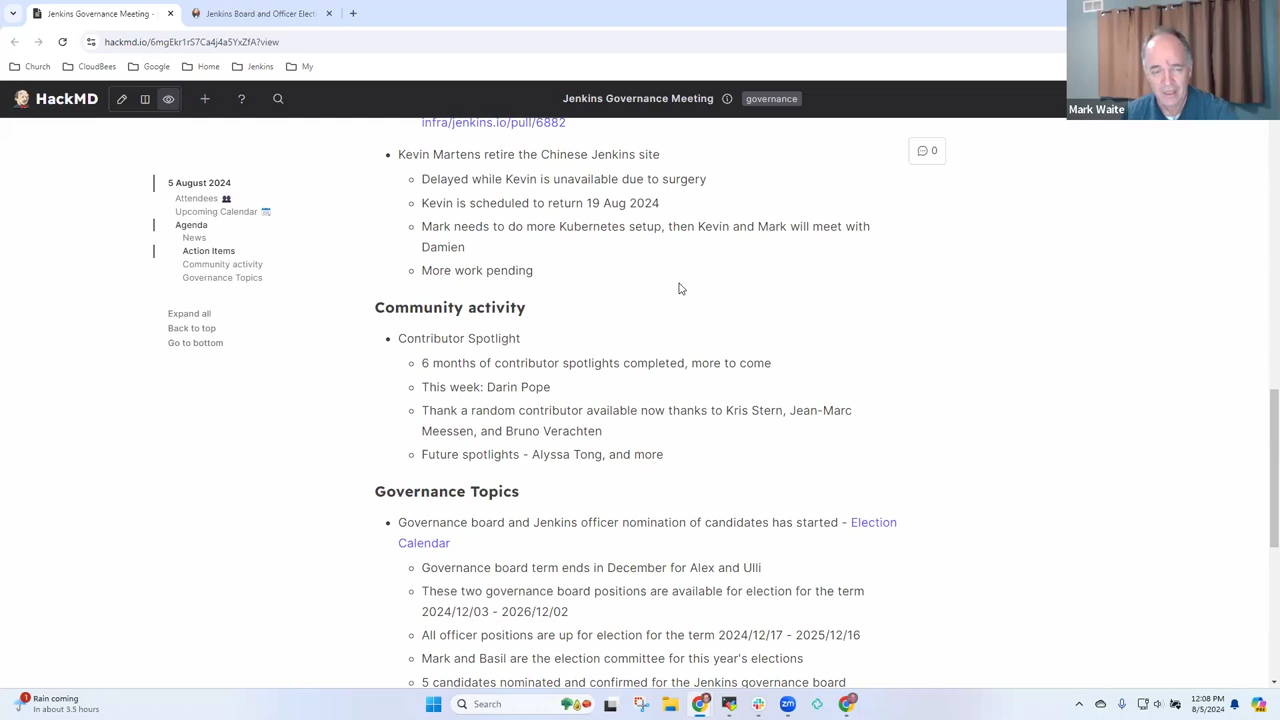 Jenkins Governance Meeting -
Jenkins Board and Officer Elect
hackmd.io/6mgEkr1rS7Ca4j4a5YxZfA?view
Church
CloudBees
Google
Home
Jenkins
My
HackMD
Jenkins Governance Meeting
governance
Mark Waite
5 August 2024
Attendees
Upcoming Calendar
Agenda
News
Action Items
Community activity
Governance Topics
Expall all
Back to top
Go to bottom
0
infra/jenkins.io/pull/6882
Kevin Martens retire the Chinese Jenkins site
Delayed while Kevin is unavailable due to surgery
Kevin is scheduled to return 19 Aug 2024
Mark needs to do more Kubernetes setup, then Kevin and Mark will meet with
Damien
More work pending
Community activity
Contributor Spotlight
6 months of contributor spotlights completed, more to come
This week: Darin Pope
Thank a random contributor available now thanks to Kris Stern, Jean-Marc
Meessen, and Bruno Verachten
Future spotlights - Alyssa Tong, and more
Governance Topics
Governance board and Jenkins officer nomination of candidates has started - Election
Calendar
Governance board term ends in December for Alex and Ulli
These two governance board positions are available for election for the term
2024/12/03 - 2026/12/02
All officer positions are up for election for the term 2024/12/17 - 2025/12/16
Mark and Basil are the election committee for this year's elections
5 candidates nominated and confirmed for the Jenkins governance board
1
Rain coming
In about 3.5 hours
Search
12:08 PM
8/5/2024